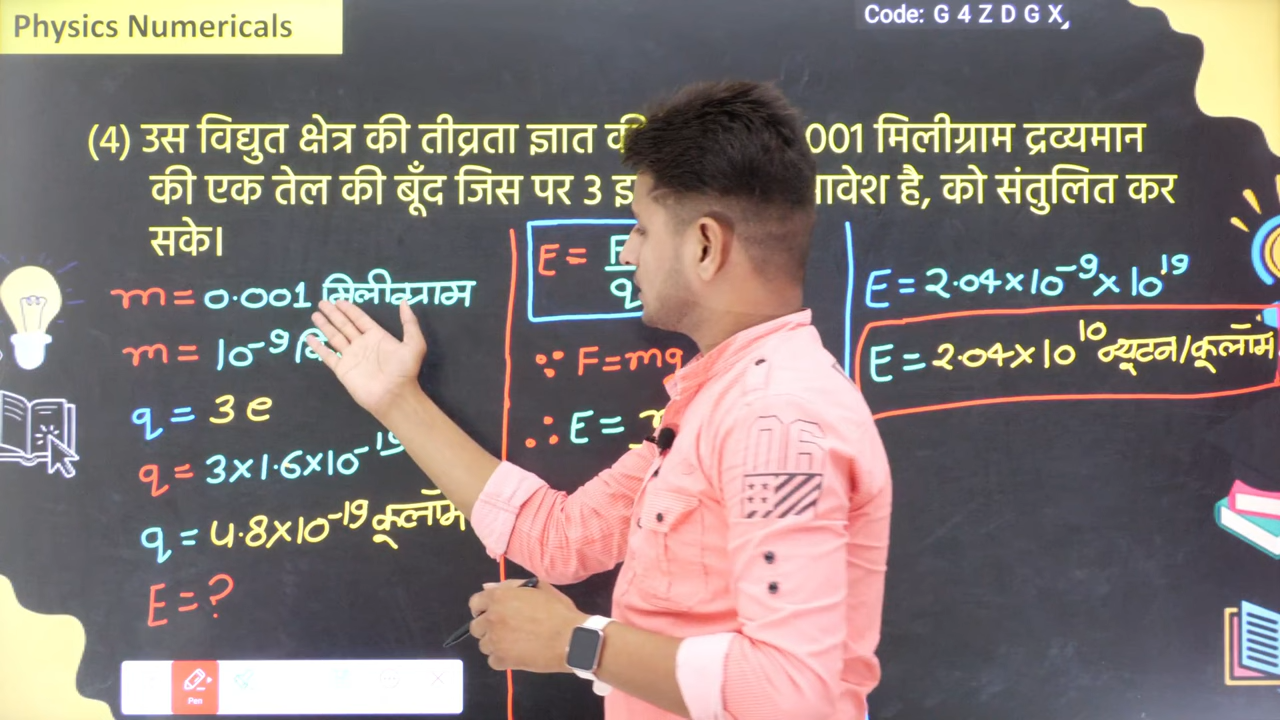 Physics Numericals
Code: G 4 Z D G X
(4) उस विद्युत क्षेत्र की तीव्रता ज्ञात 001 मिलीग्राम द्रव्यमान
की एक तेल की बूँद जिस पर 3 है, को संतुलित कर
सके।
m = 0.001 मिलीग्राम
m = 10⁻⁹
q = 3 e
q = 3×1.6×10⁻¹⁹
q = 4.8×10⁻¹⁹ कूलॉम
E = ?
Pen
E = F/q
∵ F = mg
∴ E =
E = 2.04×10⁻⁹×10¹⁹
E = 2.04×10¹⁰ न्यूटन/कूलॉम